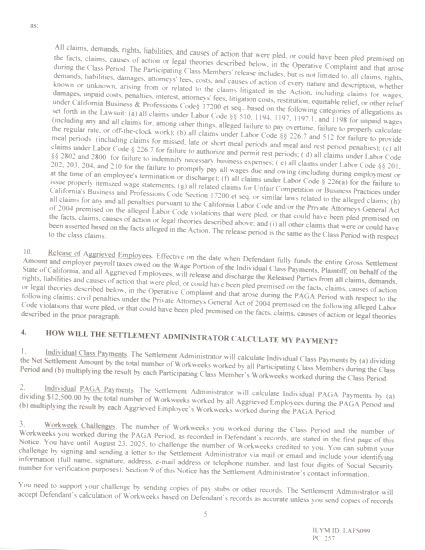 as:
All claims, demands, rights, liabilities, and causes of action that were pled, or could have been pled premised on
the facts, claims, causes of action or legal theories described below, in the Operative Complaint and that arose
during the Class Period. The Participating Class Members' release includes, but is not limited to, all claims, rights,
demands, liabilities, damages, attorneys' fees, costs, and causes of action of every nature and description, whether
known or unknown, arising from or related to the claims litigated in the Action, including claims for wages,
damages, unpaid costs, penalties, interest, attorneys' fees, litigation costs, restitution, equitable relief, or other relief
under California Business & Professions Code§ 17200 et seq., based on the following categories of allegations as
set forth in the Lawsuit: (a) all claims under Labor Code §§ 510, 1194, 1197, 1197.1, and 1198 for unpaid wages
(including any and all claims for, among other things, alleged failure to pay overtime, failure to properly calculate
the regular rate, or off-the-clock work); (b) all claims under Labor Code §§ 226.7 and 512 for failure to provide
meal periods (including claims for missed, late or short meal periods and meal and rest period penalties); (c) all
claims under Labor Code § 226.7 for failure to authorize and permit rest periods; ( d) all claims under Labor Code
§§ 2802 and 2800 for failure to indemnify necessary business expenses; ( e) all claims under Labor Code §§ 201,
202, 203, 204, and 210 for failure to promptly pay all wages due and owing (including during employment or
at the time of an employee's termination or discharge); (f) all claims under Labor Code § 226(a) for the failure to
issue properly itemized wage statements; (g) all related claims for Unfair Competition or Business Practices under
California's Business and Professions Code Section 17200 et seq. or similar laws related to the alleged claims; (h)
all claims for any and all penalties pursuant to the California Labor Code and or the Private Attorneys General Act
of 2004 premised on the alleged Labor Code violations that were pled, or that could have been pled premised on
the facts, claims, causes of action or legal theories described above; and (i) all other claims that were or could have
been asserted based on the facts alleged in the Action. The release period is the same as the Class Period with respect
to the class claims.
10. Release of Aggrieved Employees. Effective on the date when Defendant fully funds the entire Gross Settlement
Amount and employer payroll taxes owed on the Wage Portion of the Individual Class Payments, Plaintiff, on behalf of the
State of California, and all Aggrieved Employees, will release and discharge the Released Parties from all claims, demands,
rights, liabilities and causes of action that were pled, or could have been pled premised on the facts, claims, causes of action
or legal theories described below, in the Operative Complaint and that arose during the PAGA Period with respect to the
following claims: civil penalties under the Private Attorneys General Act of 2004 premised on the following alleged Labor
Code violations that were pled, or that could have been pled premised on the facts, claims, causes of action or legal theories
described in the prior paragraph.
4. HOW WILL THE SETTLEMENT ADMINISTRATOR CALCULATE MY PAYMENT?
1. Individual Class Payments. The Settlement Administrator will calculate Individual Class Payments by (a) dividing
the Net Settlement Amount by the total number of Workweeks worked by all Participating Class Members during the Class
Period and (b) multiplying the result by each Participating Class Member's Workweeks worked during the Class Period.
2. Individual PAGA Payments. The Settlement Administrator will calculate Individual PAGA Payments by (a)
dividing $12,500.00 by the total number of Workweeks worked by all Aggrieved Employees during the PAGA Period and
(b) multiplying the result by each Aggrieved Employee's Workweeks worked during the PAGA Period.
3. Workweek Challenges. The number of Workweeks you worked during the Class Period and the number of
Workweeks you worked during the PAGA Period, as recorded in Defendant's records, are stated in the first page of this
Notice. You have until August 23, 2025, to challenge the number of Workweeks credited to you. You can submit your
challenge by signing and sending a letter to the Settlement Administrator via mail or email and include your identifying
information (full name, signature, address, e-mail address or telephone number, and last four digits of Social Security
number for verification purposes). Section 9 of this Notice has the Settlement Administrator's contact information.
You need to support your challenge by sending copies of pay stubs or other records. The Settlement Administrator will
accept Defendant's calculation of Workweeks based on Defendant's records as accurate unless you send copies of records
5
ILYM ID: LAFS099
PC 257